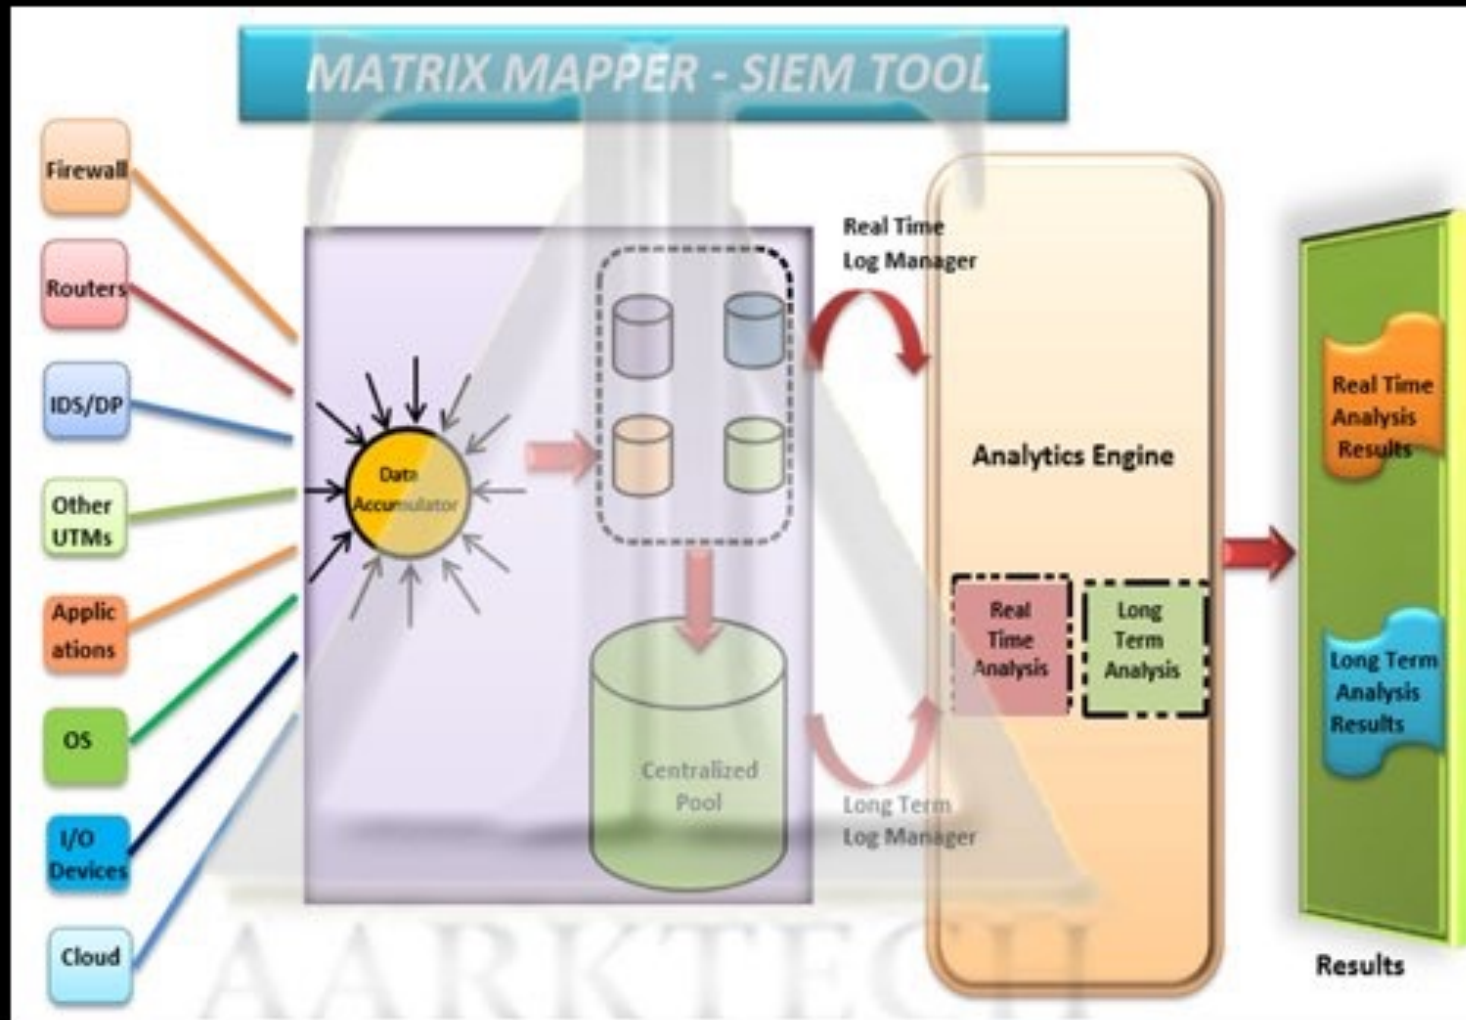 MATRIX MAPPER - SIEM TOOL
Firewall
Routers
IDS/DP
Other
UTMs
Applic
ations
OS
I/O
Devices
Cloud
Data
Accumulator
Centralized
Pool
Real Time
Log Manager
Long Term
Log Manager
Analytics Engine
Real
Time
Analysis
Long
Term
Analysis
Real Time
Analysis
Results
Long Term
Analysis
Results
Results
AARKTECH